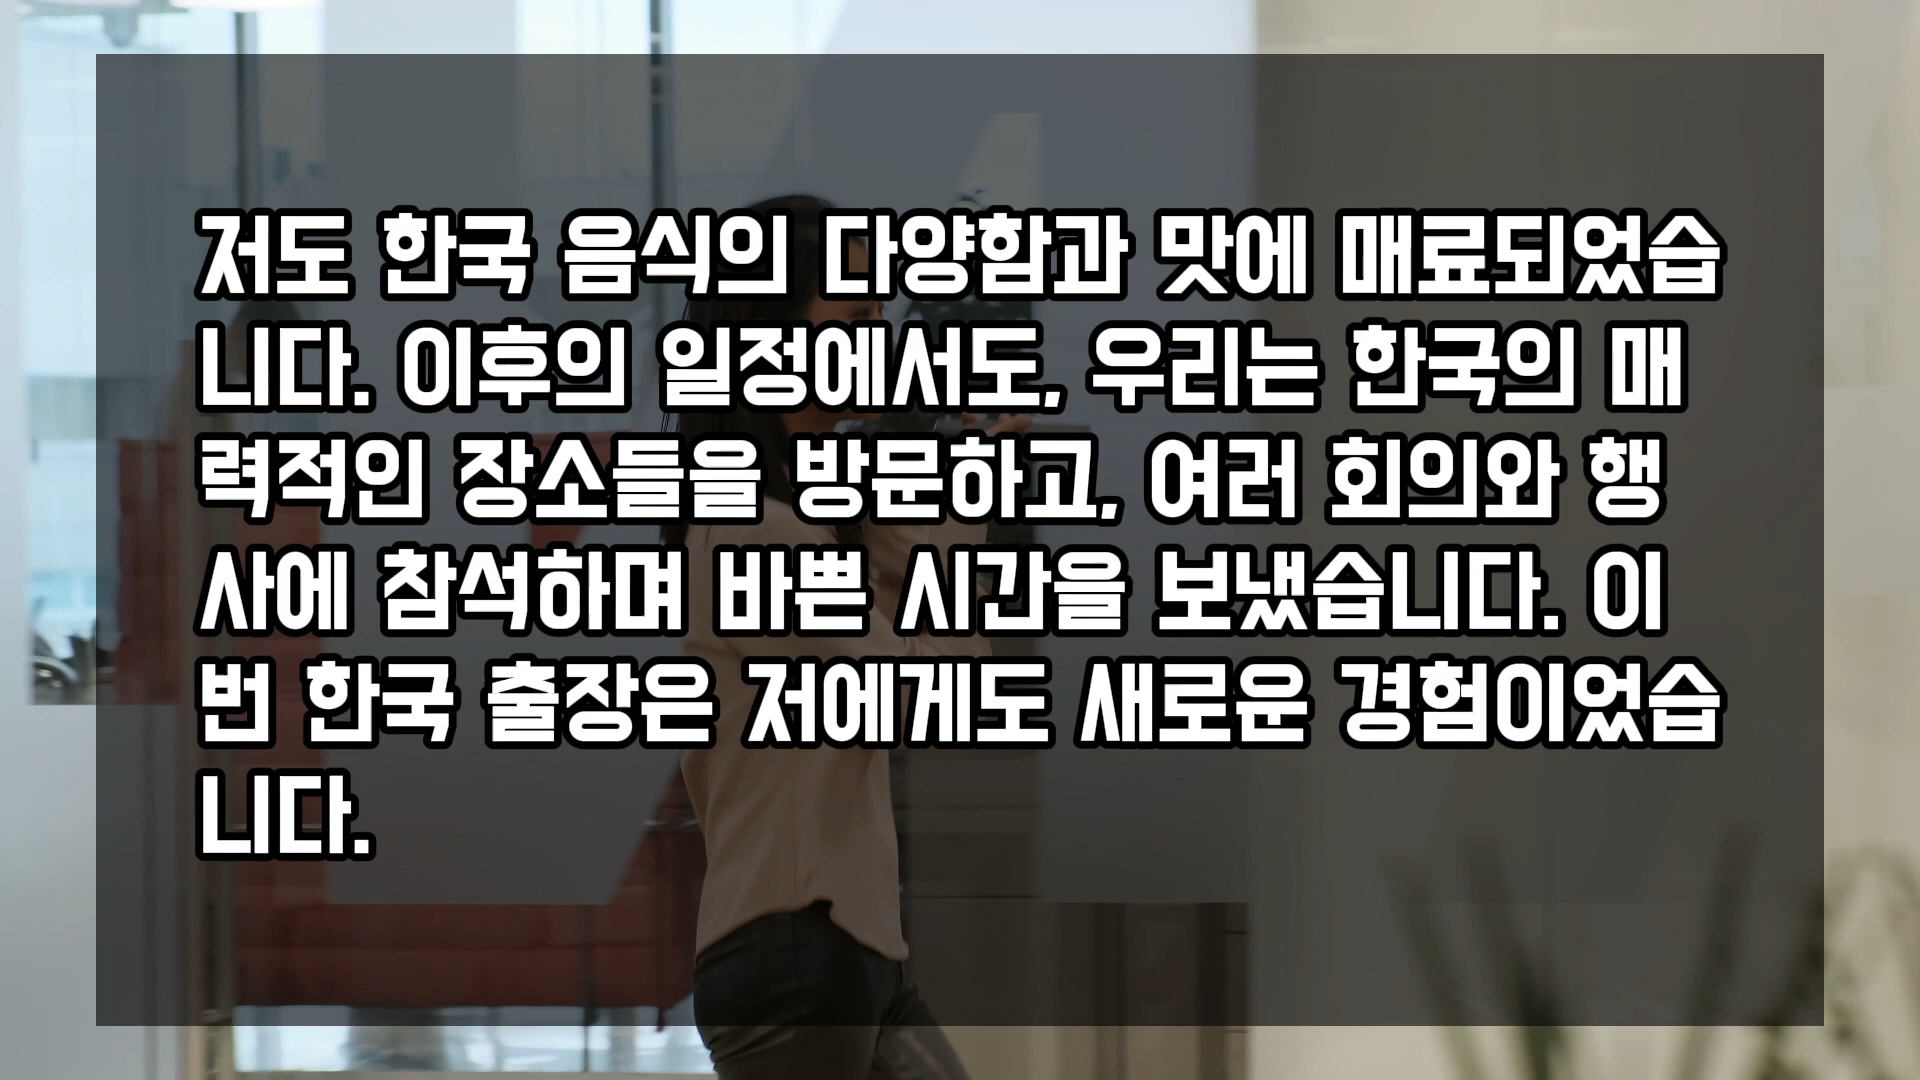 저도 한국 음식의 다양함과 맛에 매료되었습
니다. 이후의 일정에서도, 우리는 한국의 매
력적인 장소들을 방문하고, 여러 회의와 행
사에 참석하며 바쁜 시간을 보냈습니다. 이
번 한국 출장은 저에게도 새로운 경험이었습
니다.